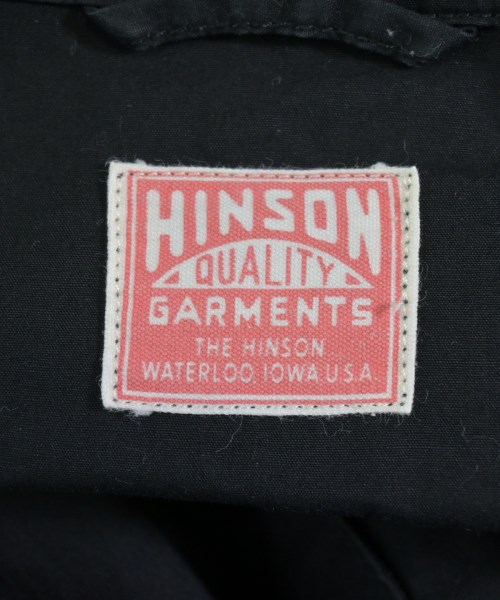 HINSON
QUALITY
GARMENTS
THE HINSON
WATERLOO, IOWA U.S.A